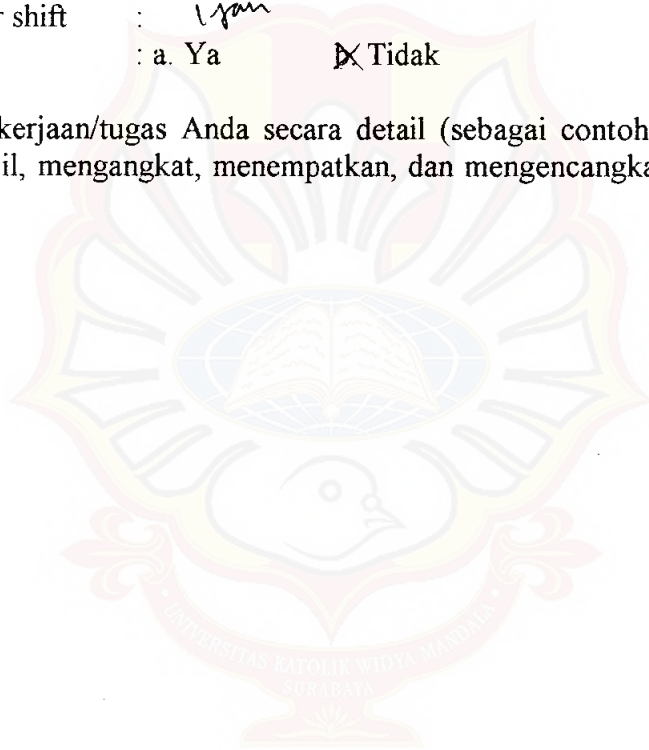 r shift : 1 jam
: a. Ya b. Tidak
kerjaan/tugas Anda secara detail (sebagai contoh
il, mengangkat, menempatkan, dan mengencangka
UNIVERSITAS KATOLIK WIDYA MANDALA
SURABAYA